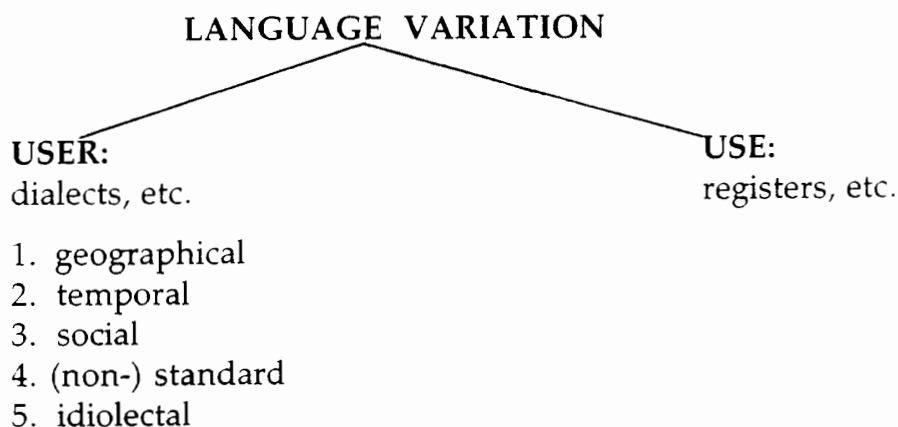 LANGUAGE VARIATION
USER:
dialects, etc.
1. geographical
2. temporal
3. social
4. (non-) standard
5. idiolectal
USE:
registers, etc.